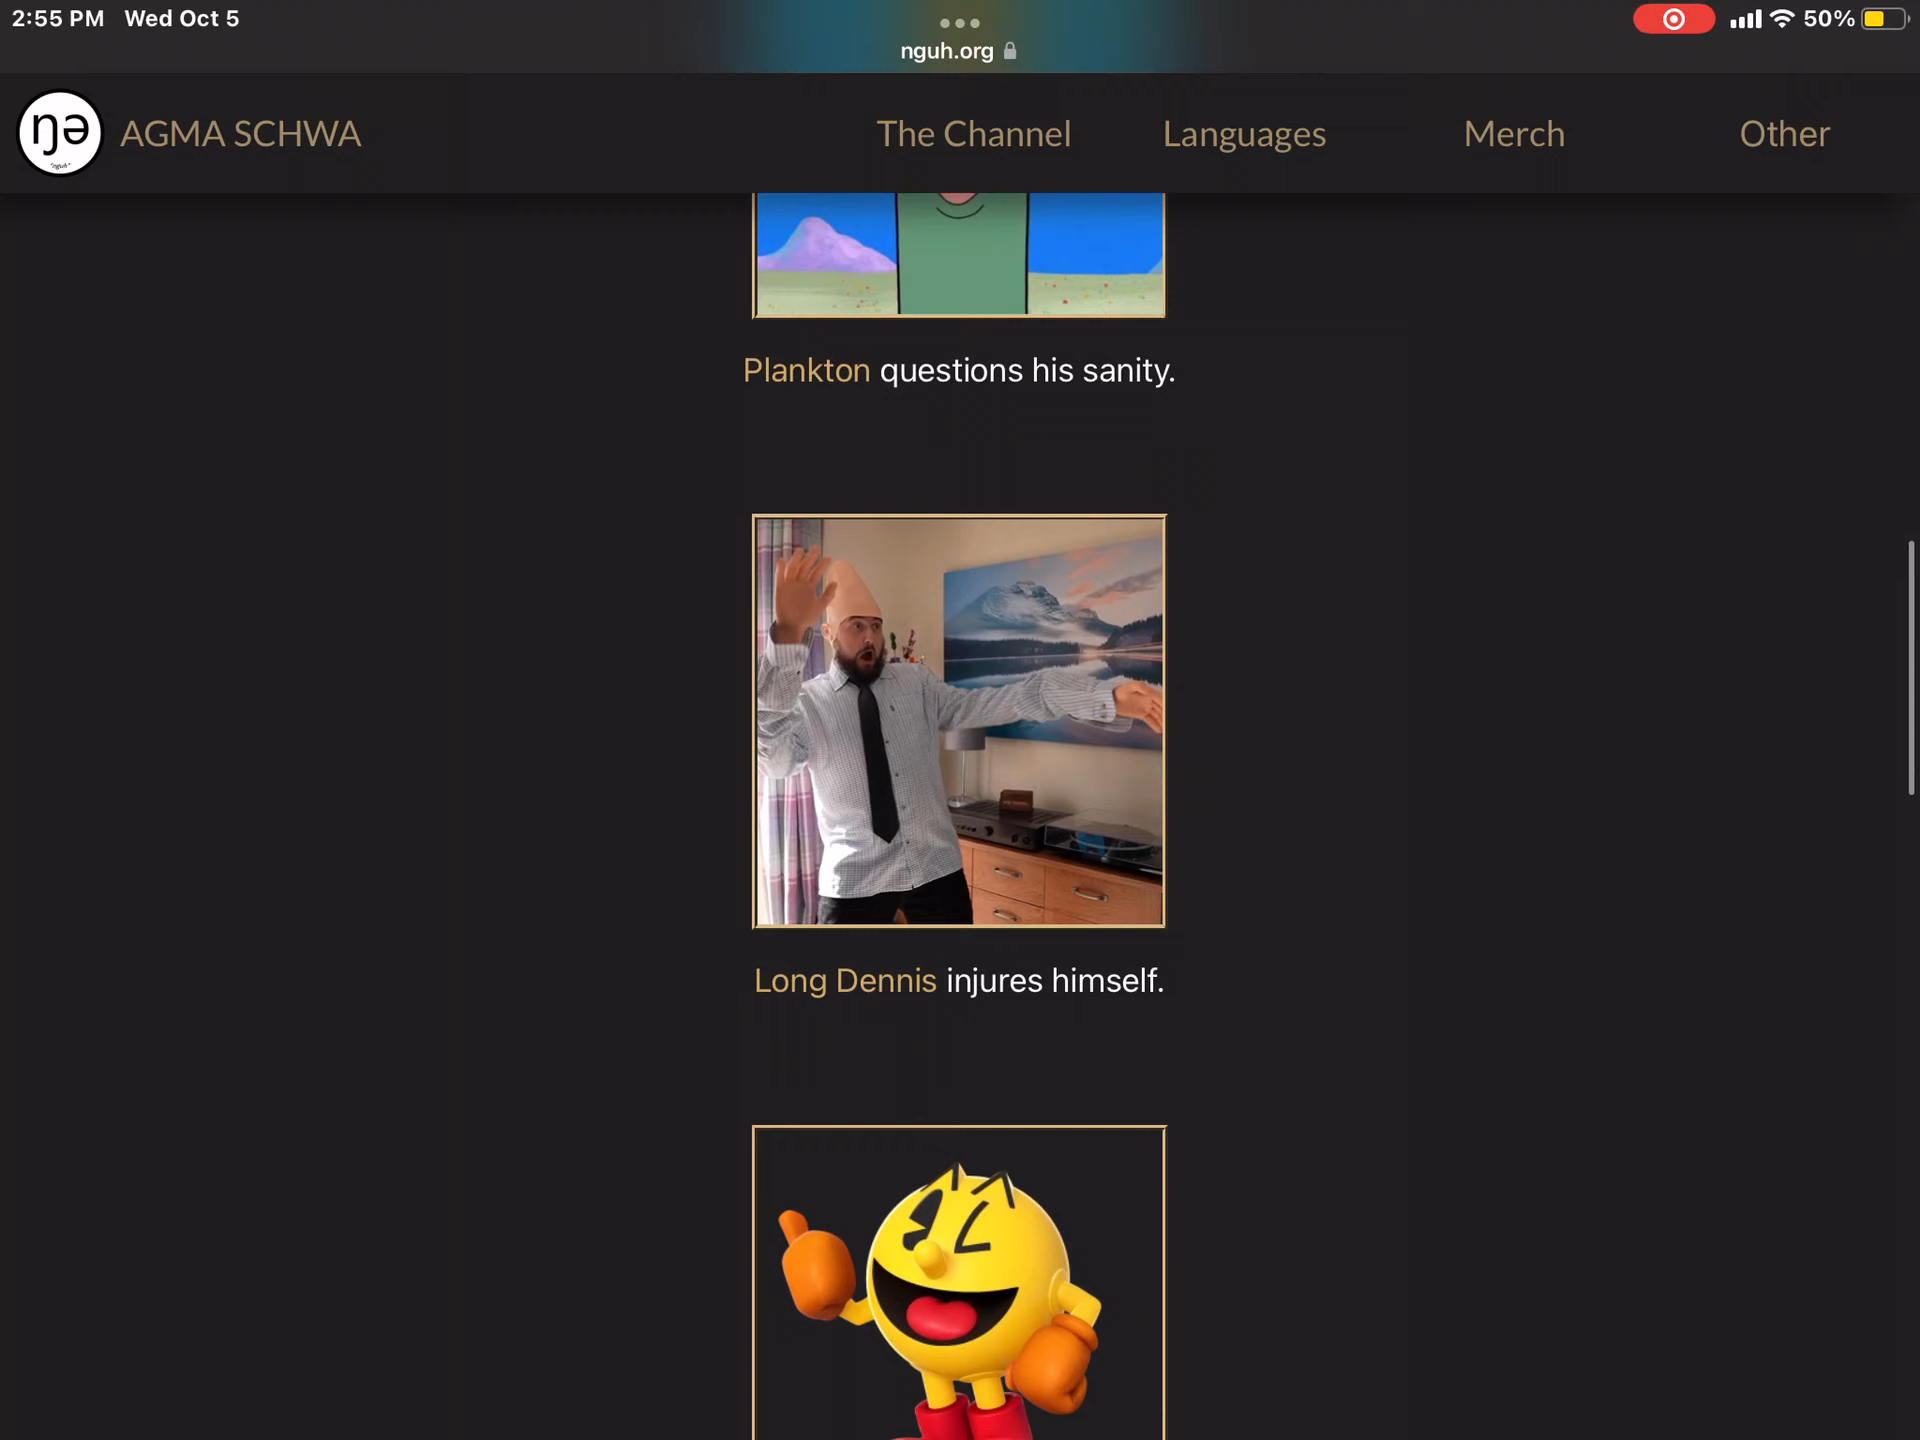 2:55 PM Wed Oct 5
50%
nguh.org
ŋə
"nguh"
AGMA SCHWA
The Channel
Languages
Merch
Other
Plankton questions his sanity.
Long Dennis injures himself.